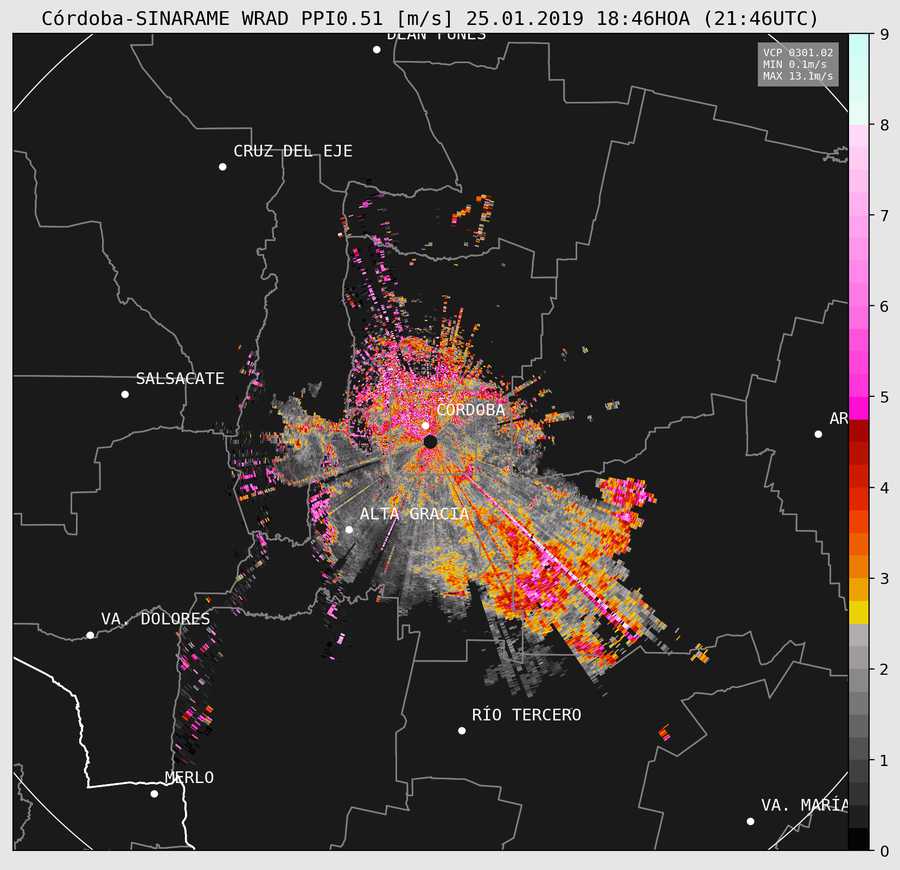 Córdoba-SINARAME WRAD PPI0.51 [m/s] 25.01.2019 18:46HOA (21:46UTC)
DEAN FUNES
VCP 0301.02
MIN 0.1m/s
MAX 13.1m/s
9
8
CRUZ DEL EJE
7
6
SALSACATE
5
CÓRDOBA
AR
4
ALTA GRACIA
3
VA. DOLORES
2
RÍO TERCERO
1
MERLO
VA. MARÍA
0